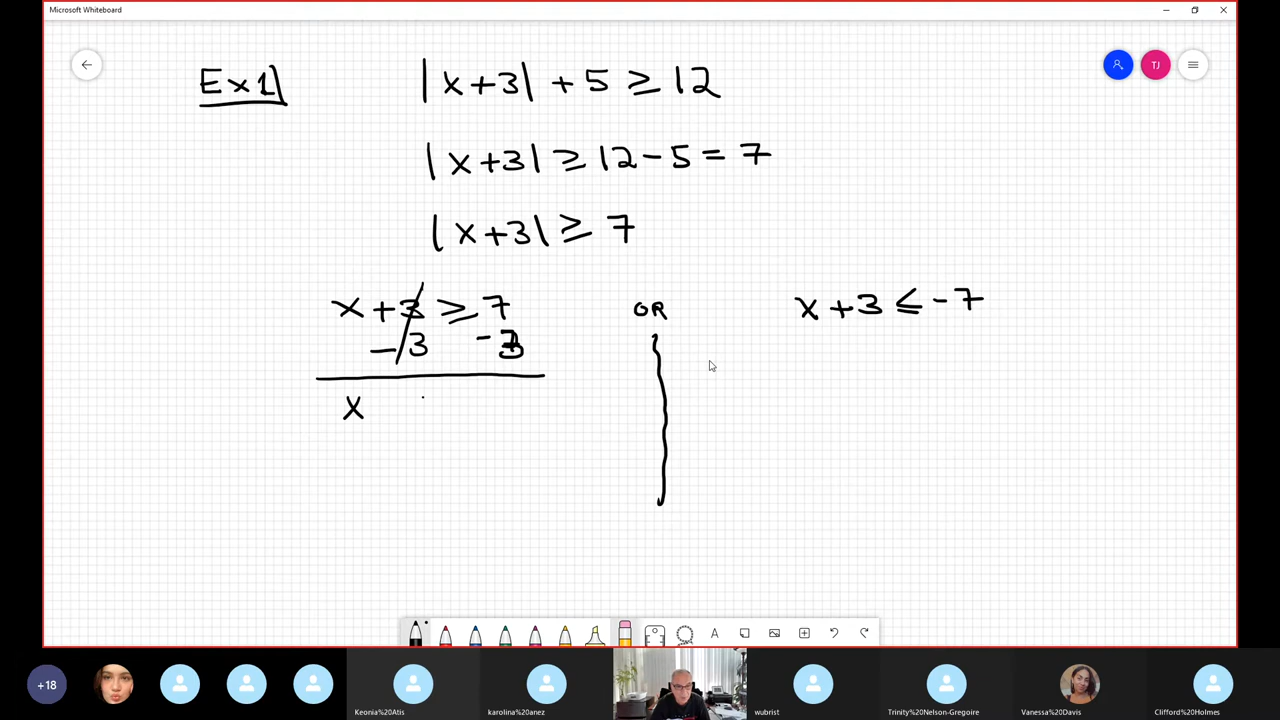 Microsoft Whiteboard
Ex1
|x+3| + 5 ≥ 12
|x+3| ≥ 12 - 5 = 7
|x+3| ≥ 7
x + 3 ≥ 7 OR x + 3 ≤ -7
- 3 - 3
x
TJ
A
+18
Keonia%20Atis
karolina%20anez
wubrist
Trinity%20Nelson-Gregoire
Vanessa%20Davis
Clifford%20Holmes